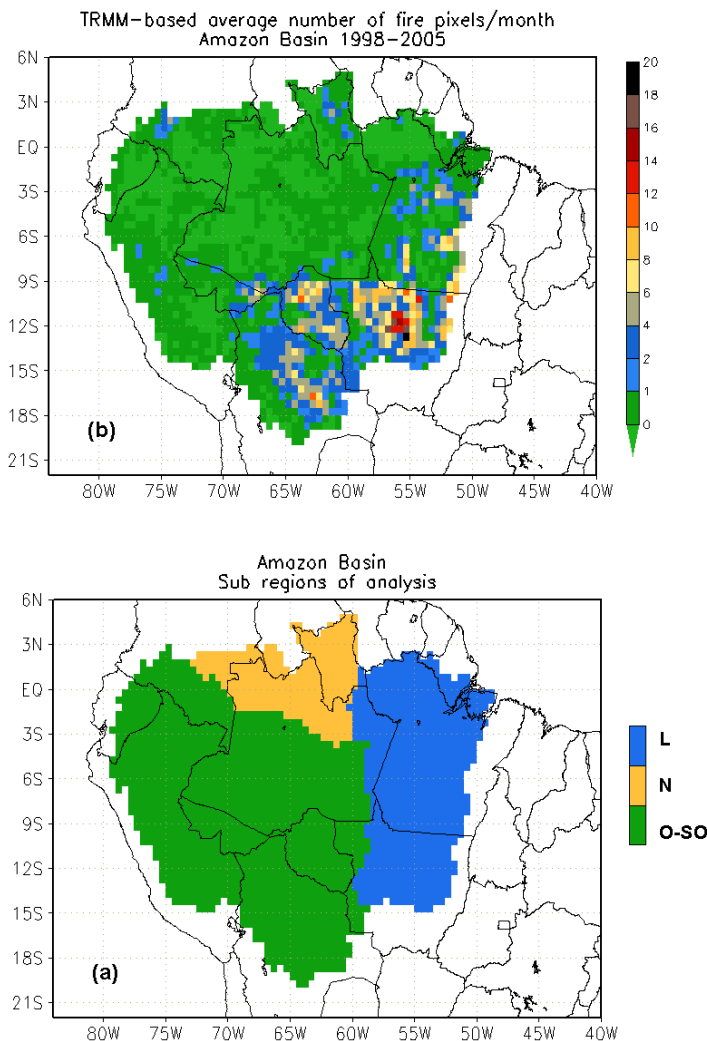 TRMM-based average number of fire pixels/month
Amazon Basin 1998-2005
6N
3N
EQ
3S
6S
9S
12S
15S
18S
21S
(b)
80W 75W 70W 65W 60W 55W 50W 45W 40W
20
18
16
14
12
10
8
6
4
2
1
0
Amazon Basin
Sub regions of analysis
6N
3N
EQ
3S
6S
9S
12S
15S
18S
21S
(a)
80W 75W 70W 65W 60W 55W 50W 45W 40W
L
N
O-SO